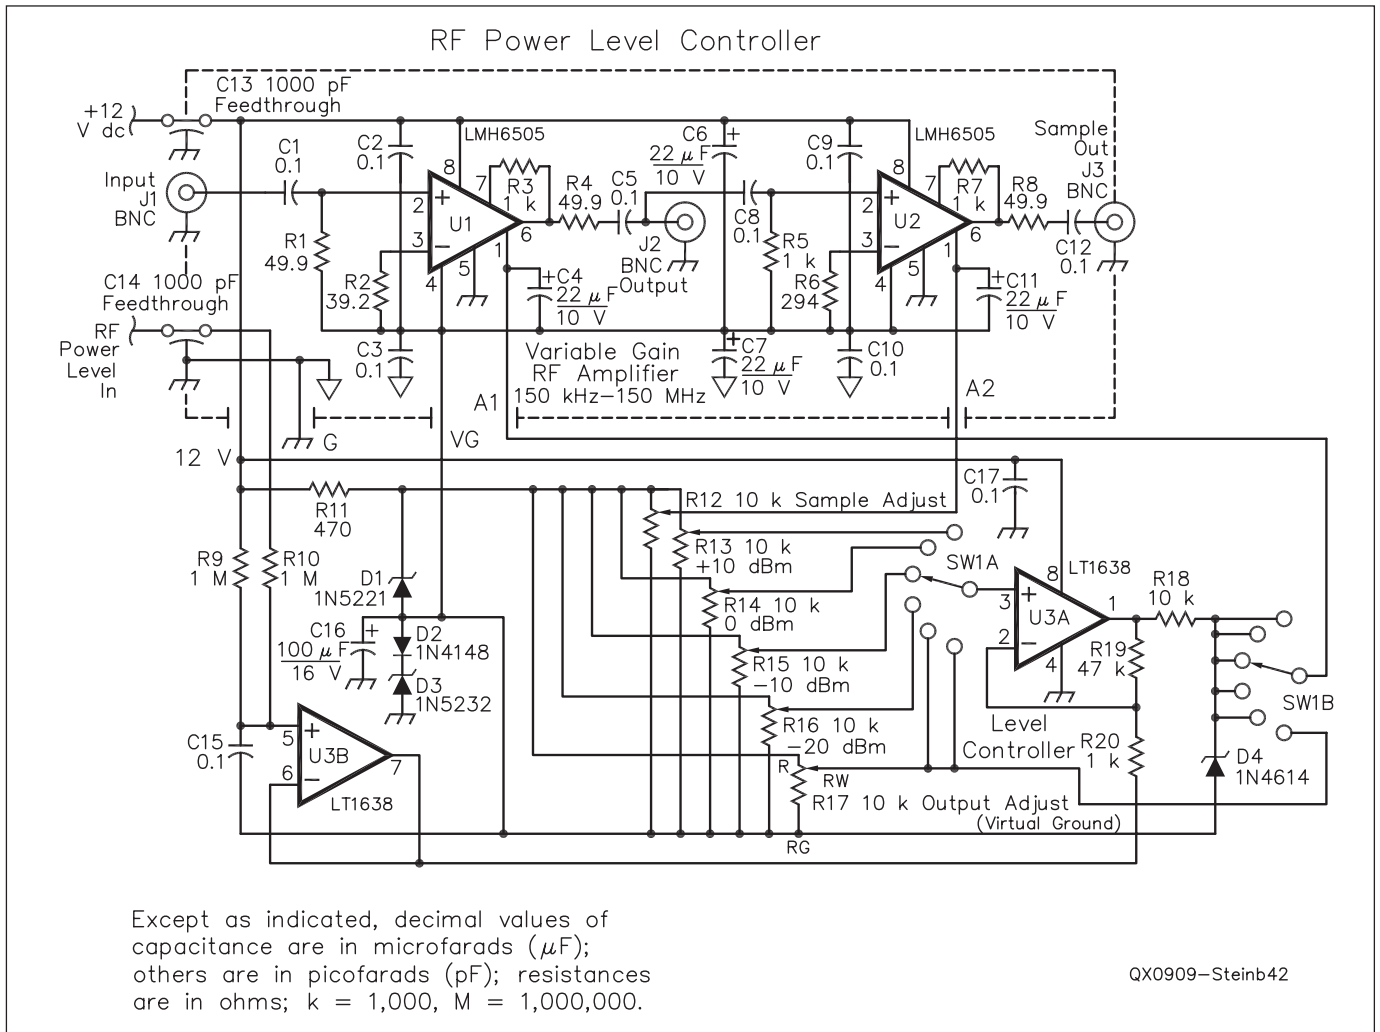 RF Power Level Controller
C13 1000 pF
Feedthrough
+12
V dc
C1
0.1
C2
0.1
LMH6505
C6
+
22 μF
10 V
C9
0.1
LMH6505
Sample
Out
J3
BNC
Input
J1
BNC
8
7
R3
1 k
R4
49.9
C5
0.1
+
2
U1
3
−
6
1
5
4
C8
0.1
8
7
R7
1 k
R8
49.9
+
2
U2
3
−
6
1
5
4
C12
0.1
R1
49.9
R2
39.2
J2
BNC
Output
R5
1 k
R6
294
C14 1000 pF
Feedthrough
+
C4
22 μF
10 V
+
C11
22 μF
10 V
RF
Power
Level
In
C3
0.1
Variable Gain
RF Amplifier
150 kHz−150 MHz
+
C7
22 μF
10 V
C10
0.1
A1
A2
G
VG
12 V
C17
0.1
R11
470
R12 10 k Sample Adjust
R9
1 M
R10
1 M
D1
1N5221
R13 10 k
+10 dBm
SW1A
R14 10 k
0 dBm
LT1638
8
3
+
U3A
1
2
−
4
R18
10 k
R19
47 k
C16
+
100 μF
16 V
D2
1N4148
D3
1N5232
R15 10 k
−10 dBm
SW1B
R16 10 k
−20 dBm
Level
Controller
R20
1 k
D4
1N4614
C15
0.1
5
+
U3B
7
6
−
LT1638
R
RW
R17 10 k Output Adjust
(Virtual Ground)
RG
Except as indicated, decimal values of
capacitance are in microfarads (μF);
others are in picofarads (pF); resistances
are in ohms; k = 1,000, M = 1,000,000.
QX0909−Steinb42